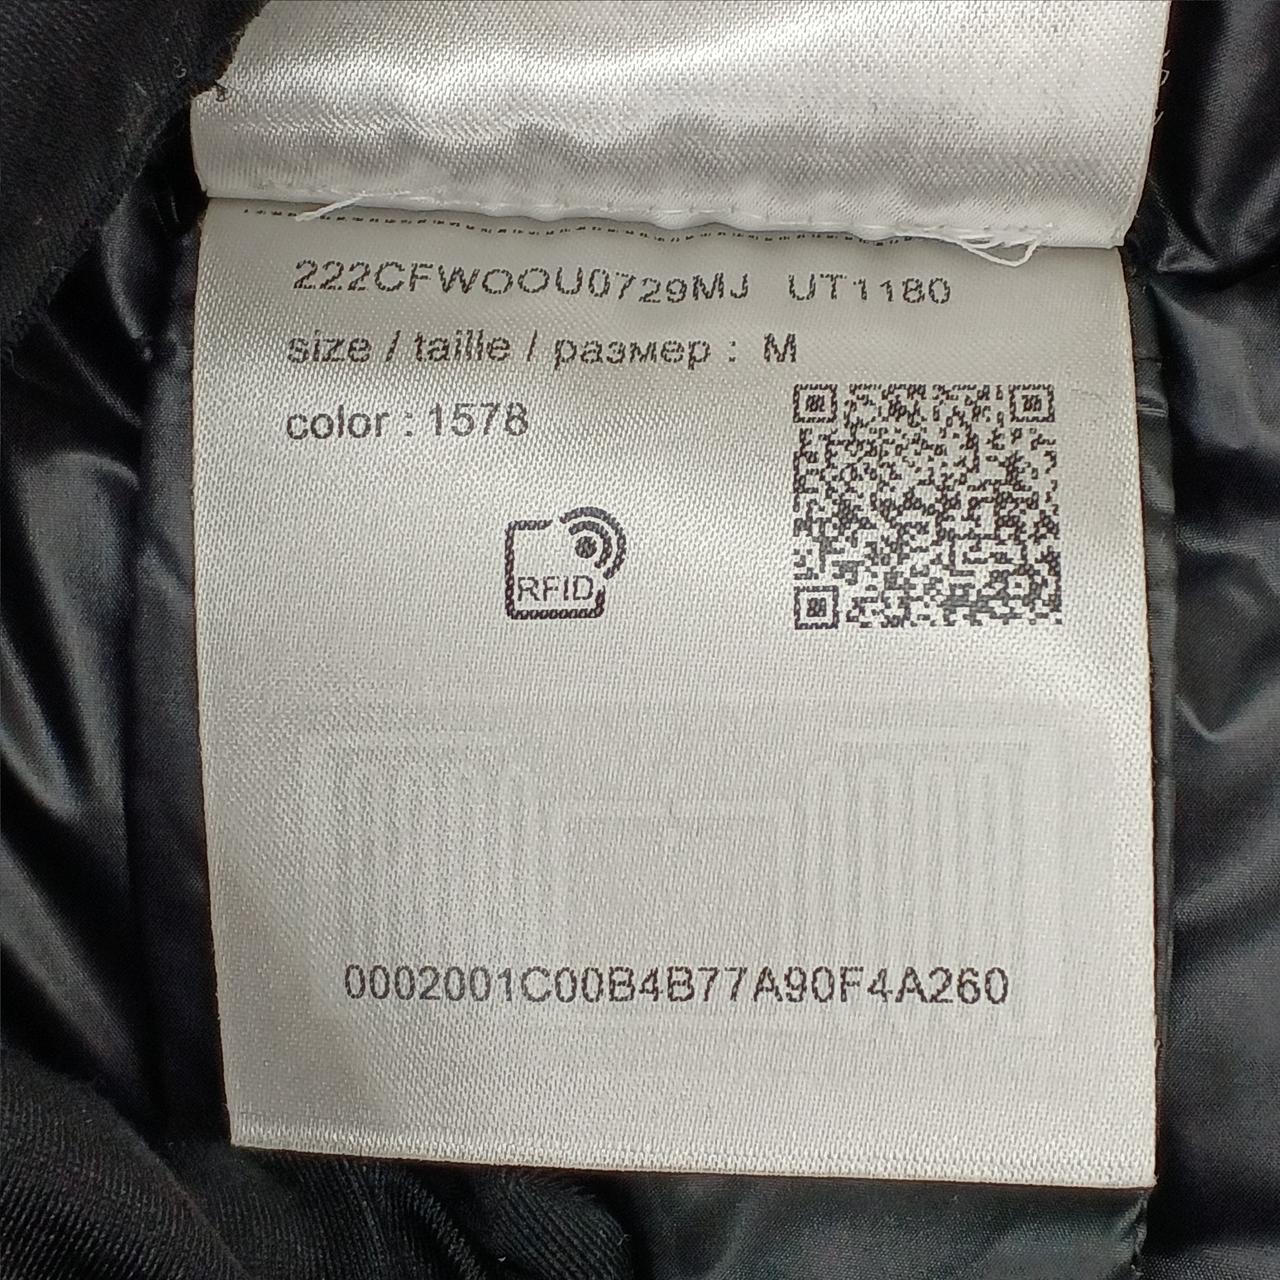 222CFWOOU0729MJ UT1180
size / taille / размер : M
color : 1578
RFID
0002001C00B4B77A90F4A260